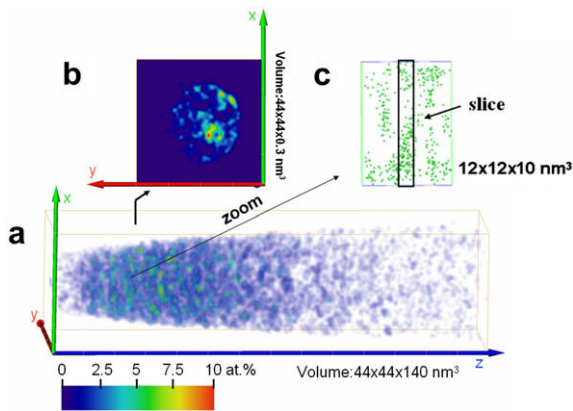 b
x
y
Volume:44x44x0.3 nm³
c
slice
12x12x10 nm³
zoom
a
x
y
z
0 2.5 5 7.5 10 at.%
Volume:44x44x140 nm³